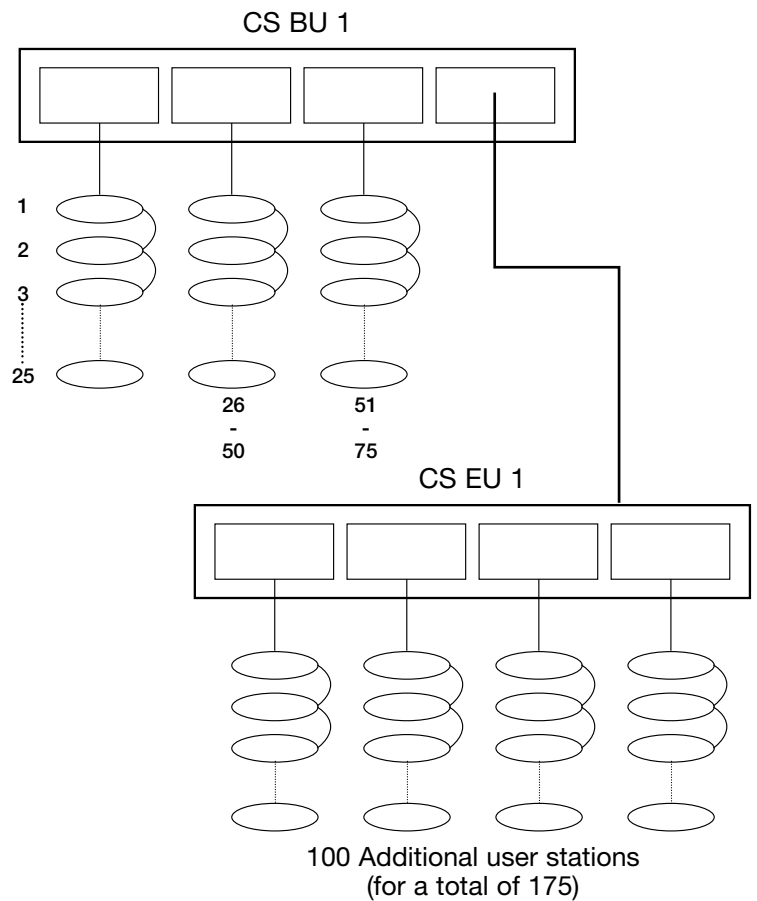 CS BU 1
1
2
3
25
26
-
50
51
-
75
CS EU 1
100 Additional user stations
(for a total of 175)